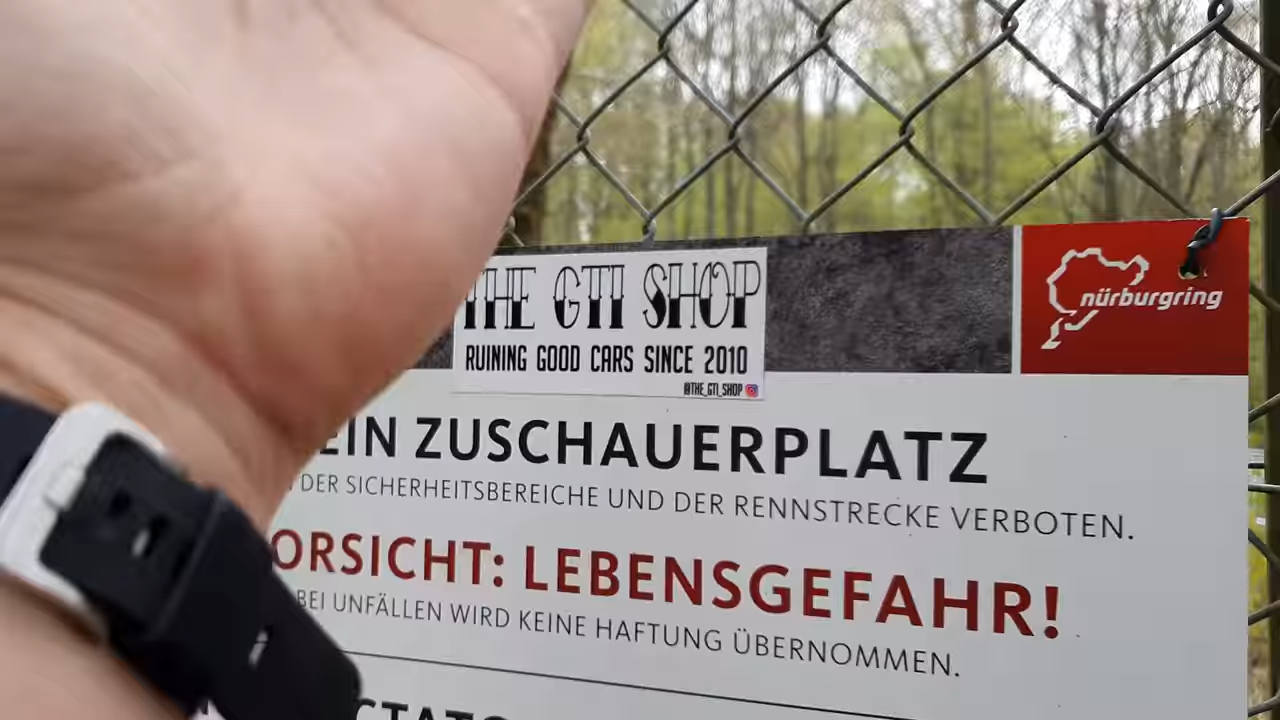 THE GTI SHOP
RUINING GOOD CARS SINCE 2010
@THE_GTI_SHOP
nürburgring
EIN ZUSCHAUERPLATZ
DER SICHERHEITSBEREICHE UND DER RENNSTRECKE VERBOTEN.
ORSICHT: LEBENSGEFAHR!
BEI UNFÄLLEN WIRD KEINE HAFTUNG ÜBERNOMMEN.